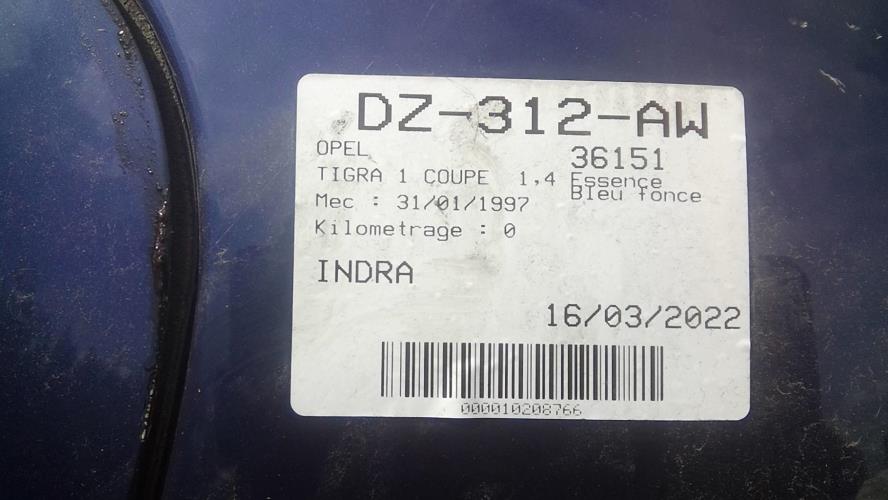 DZ-312-AW
OPEL 36151
TIGRA 1 COUPE 1,4 Essence
Bleu fonce
Mec : 31/01/1997
Kilometrage : 0
INDRA
16/03/2022
000010208766